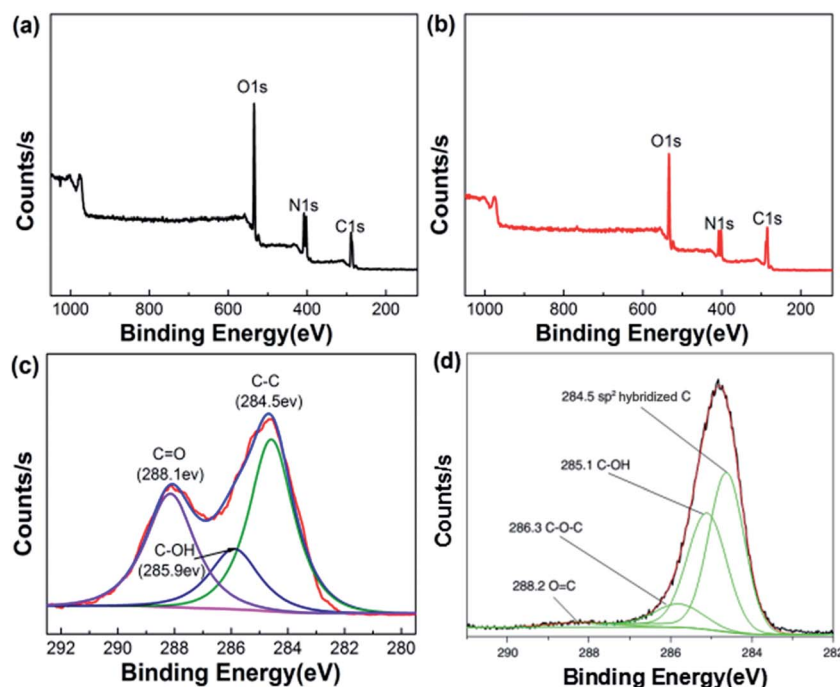 (a)
O1s
N1s
C1s
Counts/s
1000 800 600 400 200
Binding Energy(eV)
(b)
O1s
N1s
C1s
Counts/s
1000 800 600 400 200
Binding Energy(eV)
(c)
C-C
(284.5ev)
C=O
(288.1ev)
C-OH
(285.9ev)
Counts/s
292 290 288 286 284 282 280
Binding Energy(eV)
(d)
284.5 sp² hybridized C
285.1 C-OH
286.3 C-O-C
288.2 O=C
Counts/s
290 288 286 284 282
Binding Energy(eV)